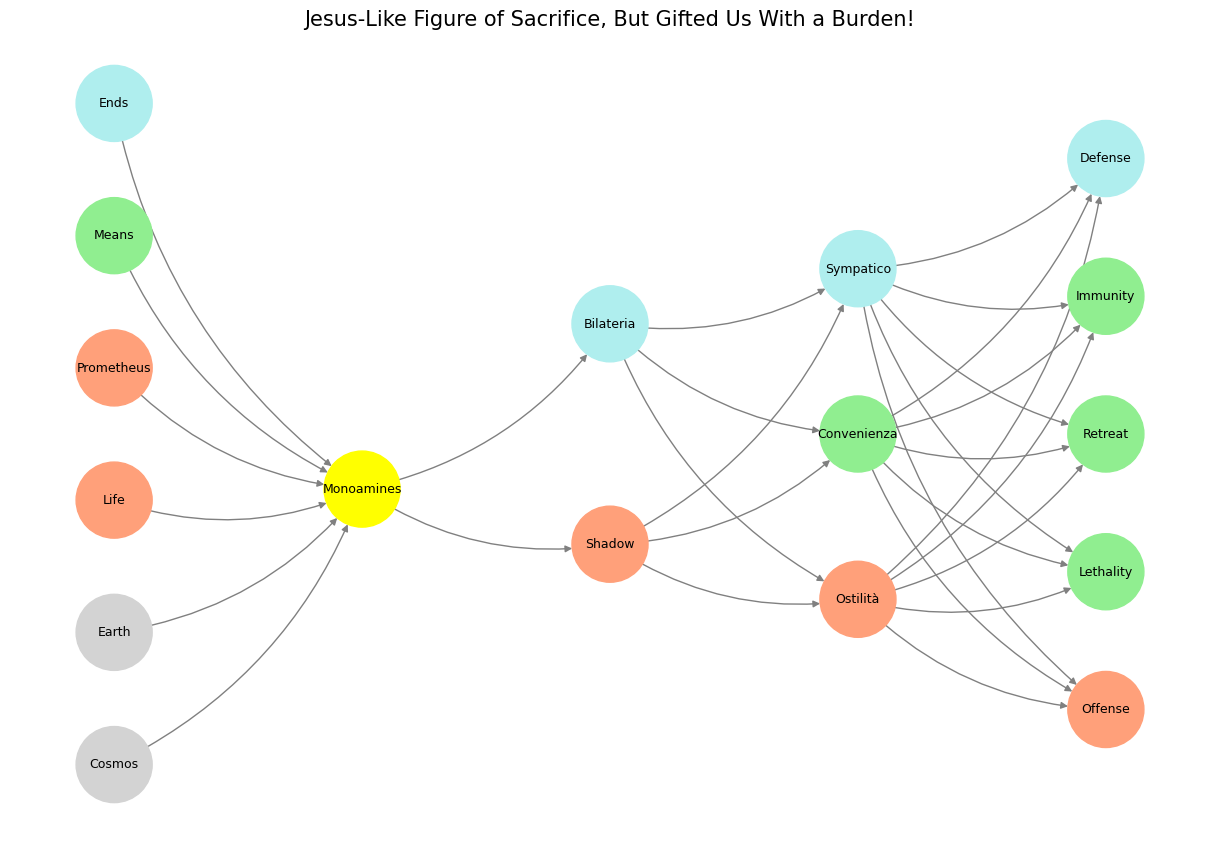 Jesus-Like Figure of Sacrifice, But Gifted Us With a Burden!
Ends
Means
Prometheus
Life
Earth
Cosmos
Monoamines
Bilateria
Shadow
Sympatico
Convenienza
Ostilità
Defense
Immunity
Retreat
Lethality
Offense